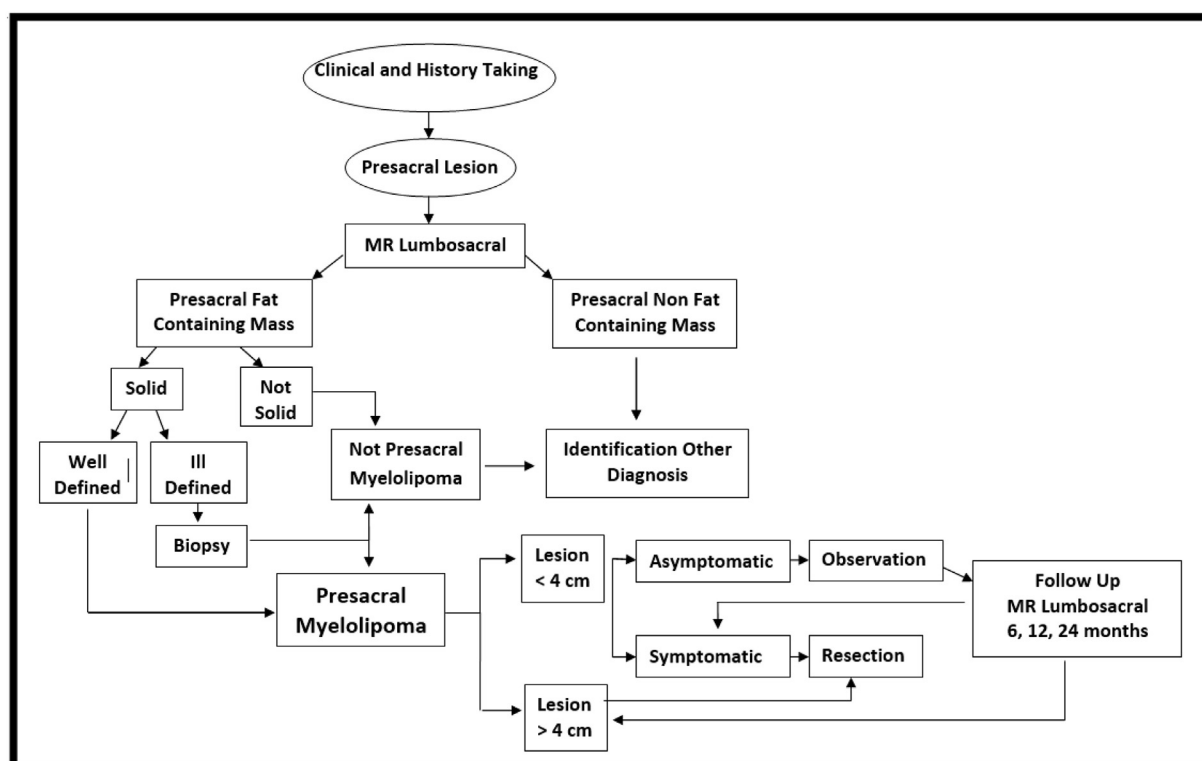 Clinical and History Taking
Presacral Lesion
MR Lumbosacral
Presacral Fat
Containing Mass
Presacral Non Fat
Containing Mass
Solid
Not
Solid
Well
Defined
Ill
Defined
Not Presacral
Myelolipoma
Identification Other
Diagnosis
Biopsy
Presacral
Myelolipoma
Lesion
< 4 cm
Asymptomatic
Observation
Follow Up
MR Lumbosacral
6, 12, 24 months
Symptomatic
Resection
Lesion
> 4 cm